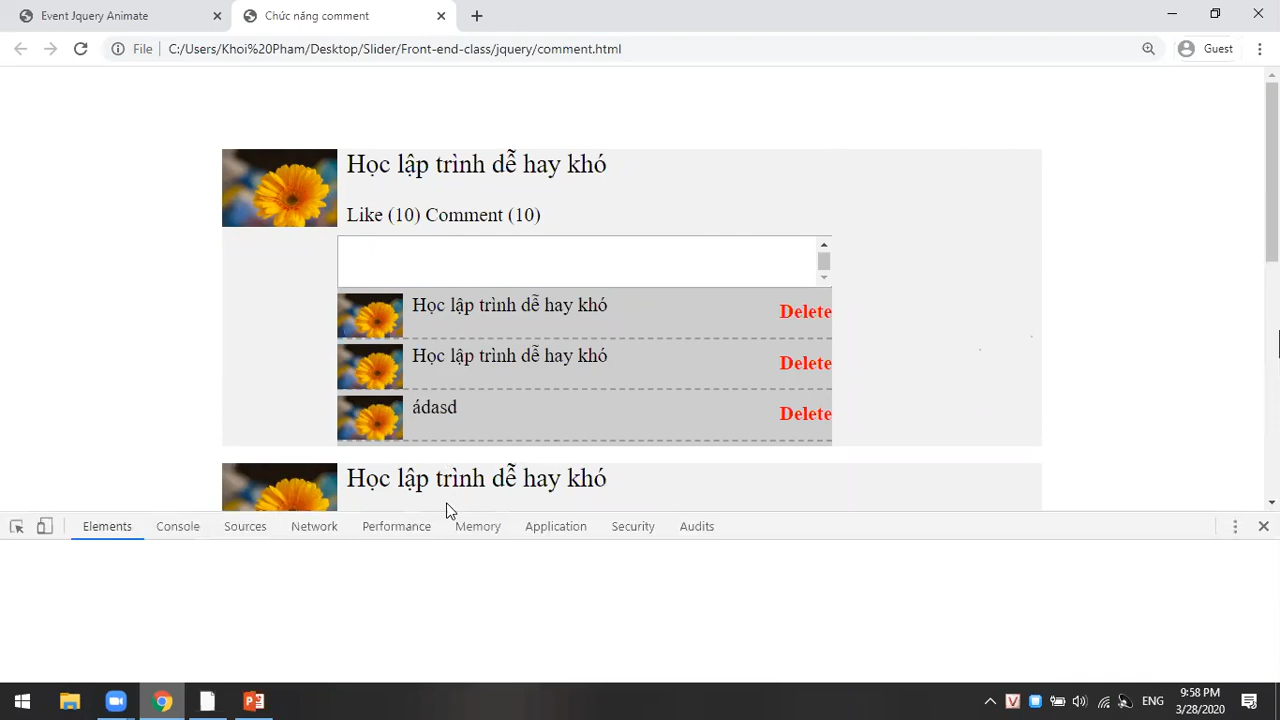 Event Jquery Animate
Chức năng comment
File
C:/Users/Khoi%20Pham/Desktop/Slider/Front-end-class/jquery/comment.html
Guest
Học lập trình dễ hay khó
Like (10) Comment (10)
Học lập trình dễ hay khó
Delete
Học lập trình dễ hay khó
Delete
ádasd
Delete
Học lập trình dễ hay khó
Elements Console Sources Network Performance Memory Application Security Audits
ENG
9:58 PM
3/28/2020